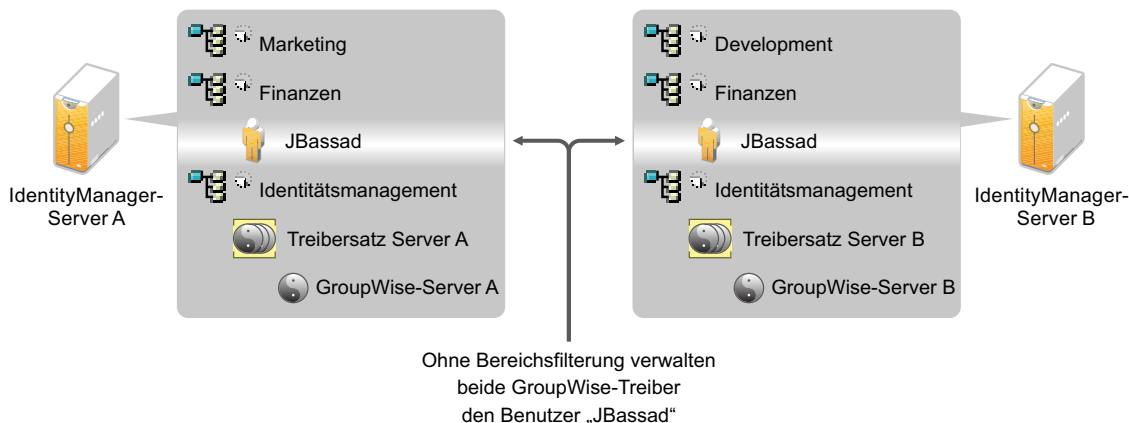 Marketing
Finanzen
JBassad
Identitätsmanagement
Treibersatz Server A
GroupWise-Server A
IdentityManager-
Server A
Development
Finanzen
JBassad
Identitätsmanagement
Treibersatz Server B
GroupWise-Server B
IdentityManager-
Server B
Ohne Bereichsfilterung verwalten
beide GroupWise-Treiber
den Benutzer „JBassad“